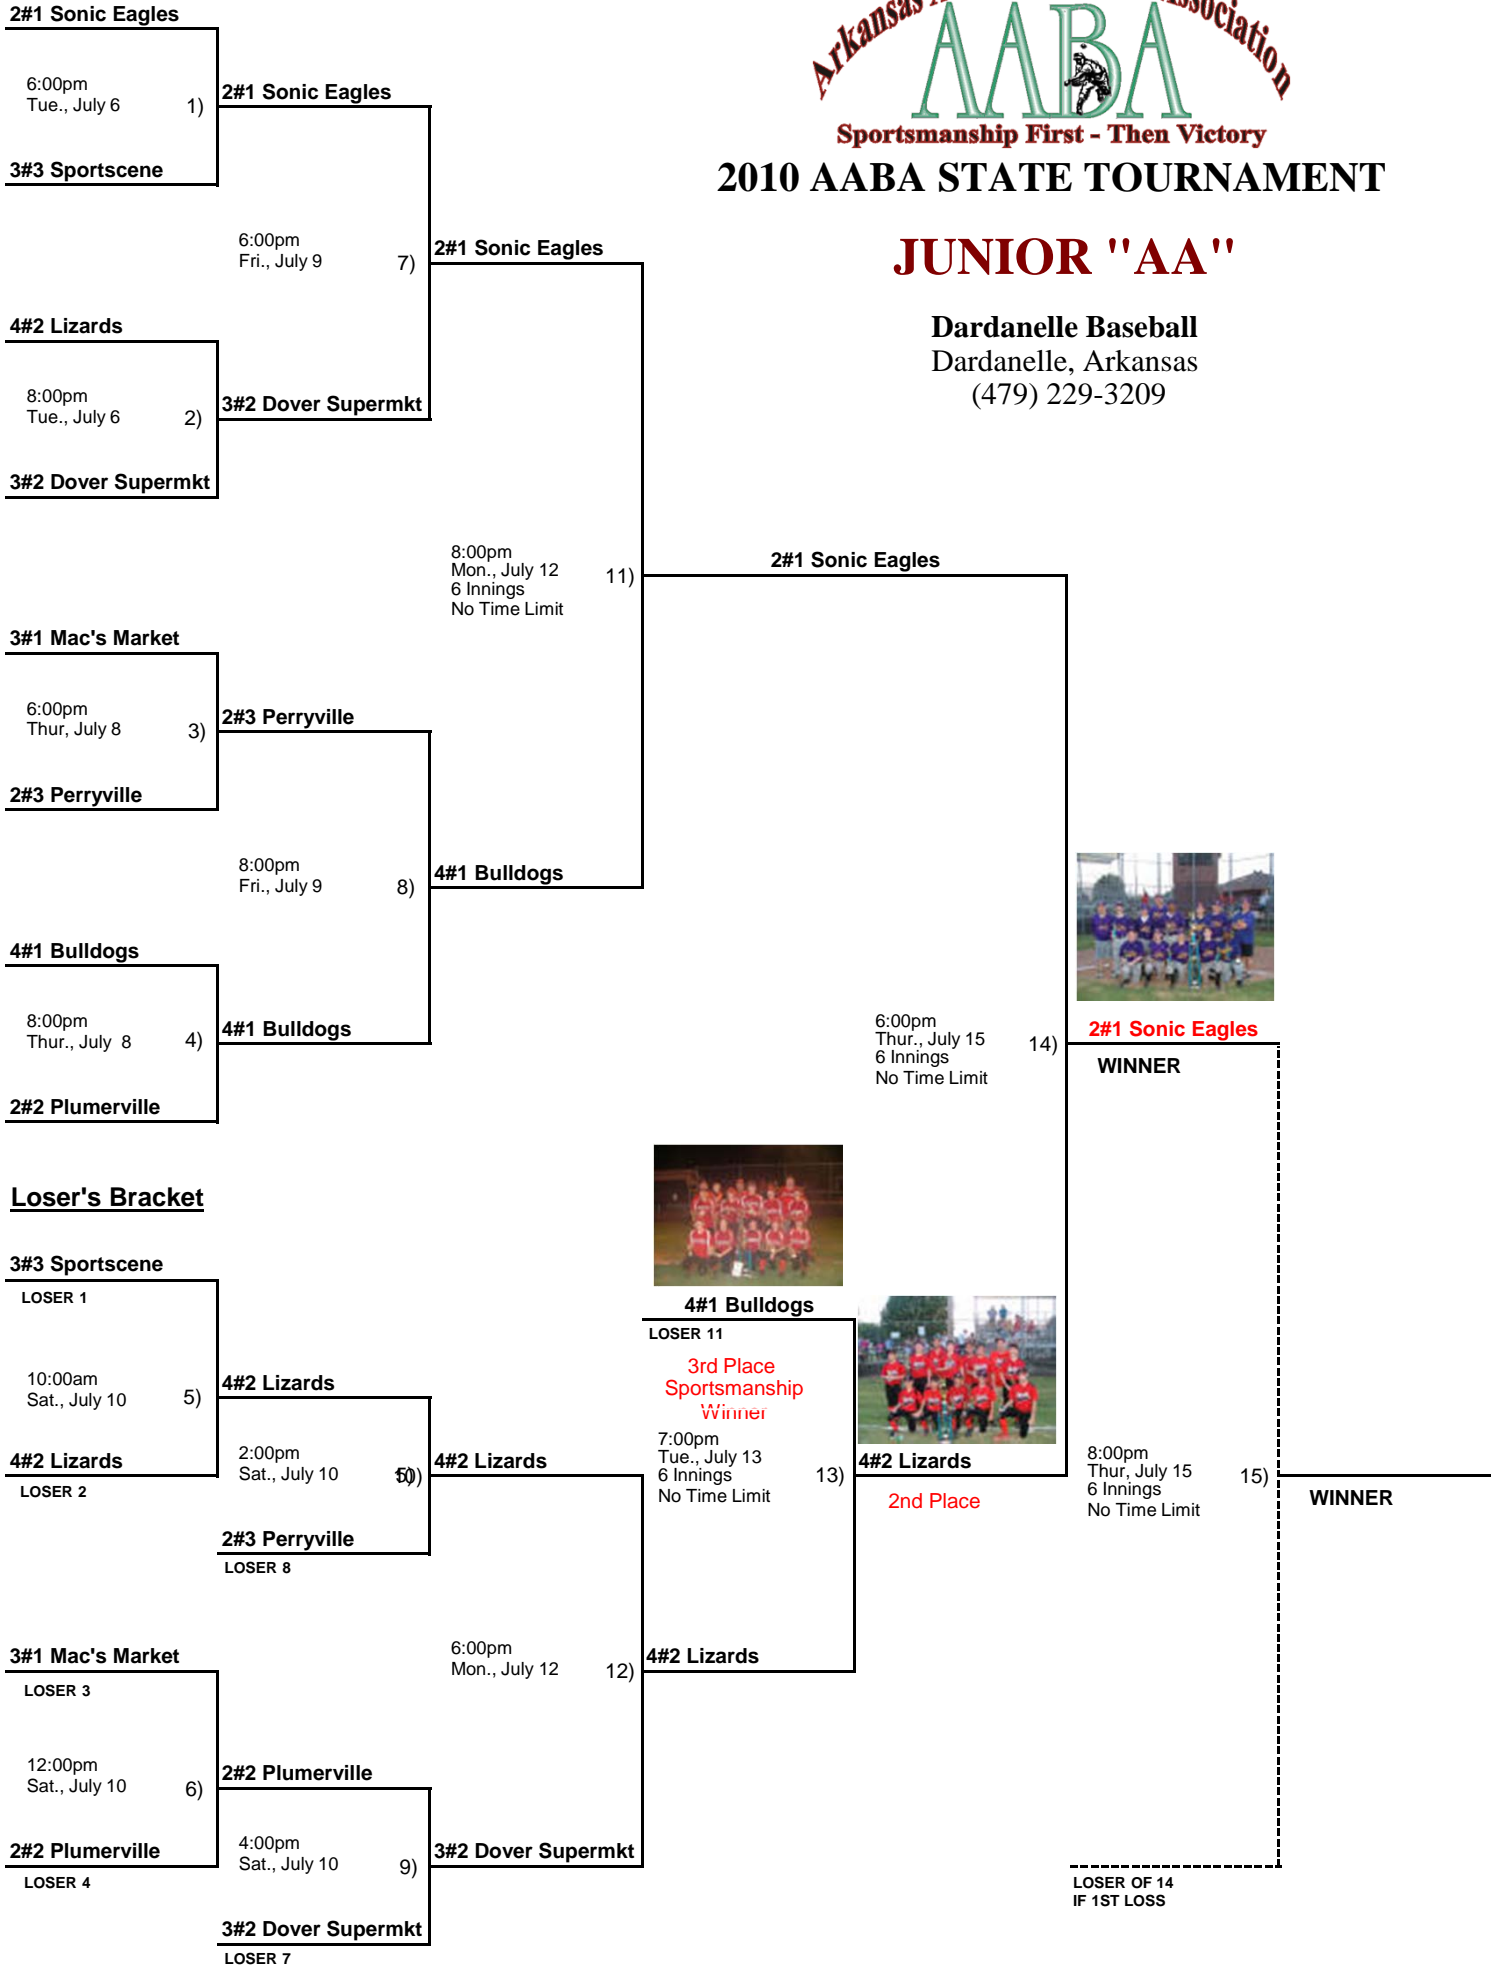 2#1 Sonic Eagles
6:00pm
Tue., July 6
1)
3#3 Sportscene
2#1 Sonic Eagles
6:00pm
Fri., July 9
7)
4#2 Lizards
8:00pm
Tue., July 6
2)
3#2 Dover Supermkt
3#2 Dover Supermkt
2#1 Sonic Eagles
Arkansas
Association
AABA
Sportsmanship First - Then Victory
2010 AABA STATE TOURNAMENT
JUNIOR "AA"
Dardanelle Baseball
Dardanelle, Arkansas
(479) 229-3209
8:00pm
Mon., July 12
6 Innings
No Time Limit
11)
2#1 Sonic Eagles
3#1 Mac's Market
6:00pm
Thur, July 8
3)
2#3 Perryville
2#3 Perryville
8:00pm
Fri., July 9
8)
4#1 Bulldogs
4#1 Bulldogs
8:00pm
Thur., July 8
4)
4#1 Bulldogs
2#2 Plumerville
6:00pm
Thur., July 15
6 Innings
No Time Limit
14)
2#1 Sonic Eagles
WINNER
Loser's Bracket
3#3 Sportscene
LOSER 1
10:00am
Sat., July 10
5)
4#2 Lizards
4#2 Lizards
LOSER 2
2:00pm
Sat., July 10
10)
4#2 Lizards
2#3 Perryville
LOSER 8
4#1 Bulldogs
LOSER 11
3rd Place
Sportsmanship
Winner
7:00pm
Tue., July 13
6 Innings
No Time Limit
13)
4#2 Lizards
2nd Place
8:00pm
Thur, July 15
6 Innings
No Time Limit
15)
WINNER
3#1 Mac's Market
LOSER 3
12:00pm
Sat., July 10
6)
2#2 Plumerville
2#2 Plumerville
LOSER 4
6:00pm
Mon., July 12
12)
4#2 Lizards
4:00pm
Sat., July 10
9)
3#2 Dover Supermkt
3#2 Dover Supermkt
LOSER 7
LOSER OF 14
IF 1ST LOSS